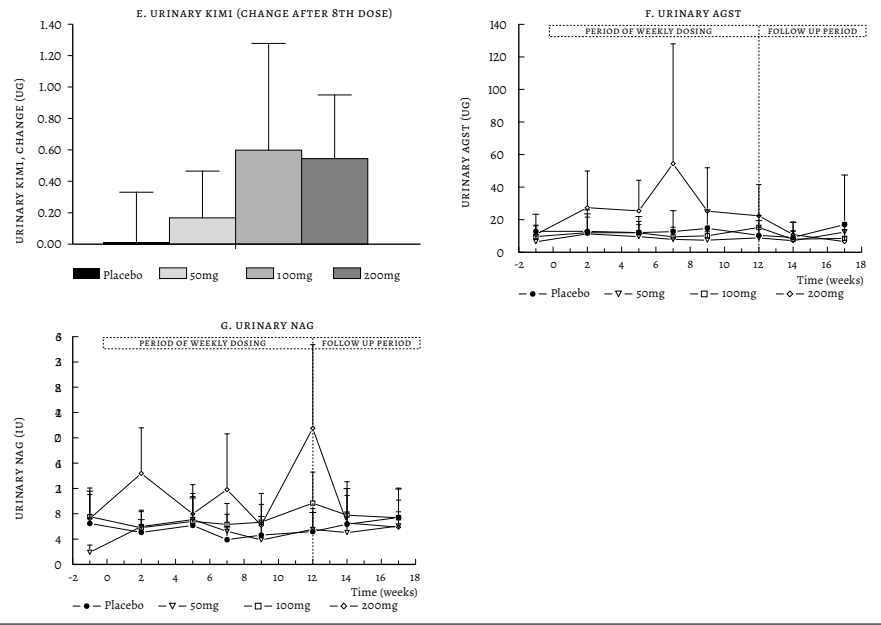 E. URINARY KIM1 (CHANGE AFTER 8TH DOSE)
URINARY KIM1, CHANGE (UG)
1.40
1.20
1.00
0.80
0.60
0.40
0.20
0.00
Placebo 50mg 100mg 200mg
F. URINARY AGST
URINARY AGST (UG)
140
120
100
80
60
40
20
0
PERIOD OF WEEKLY DOSING FOLLOW UP PERIOD
-2 0 2 4 6 8 10 12 14 16 18
Time (weeks)
Placebo 50mg 100mg 200mg
G. URINARY NAG
URINARY NAG (IU)
8
4
0
PERIOD OF WEEKLY DOSING FOLLOW UP PERIOD
-2 0 2 4 6 8 10 12 14 16 18
Time (weeks)
Placebo 50mg 100mg 200mg